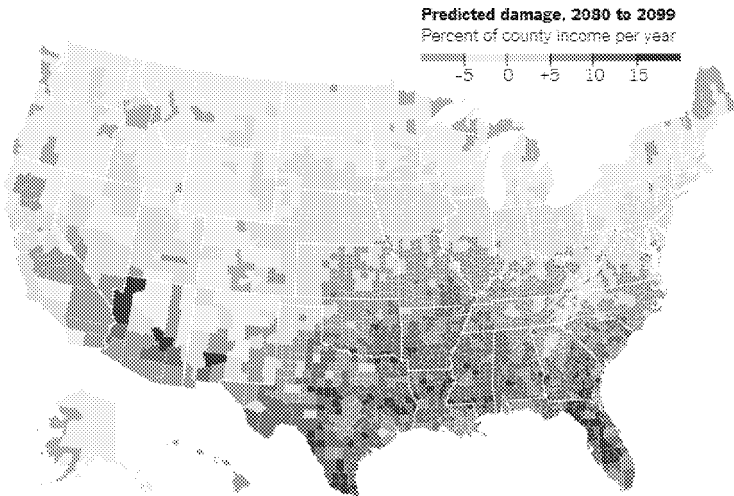 Predicted damage, 2080 to 2099
Percent of county income per year
-5 0 +5 10 15